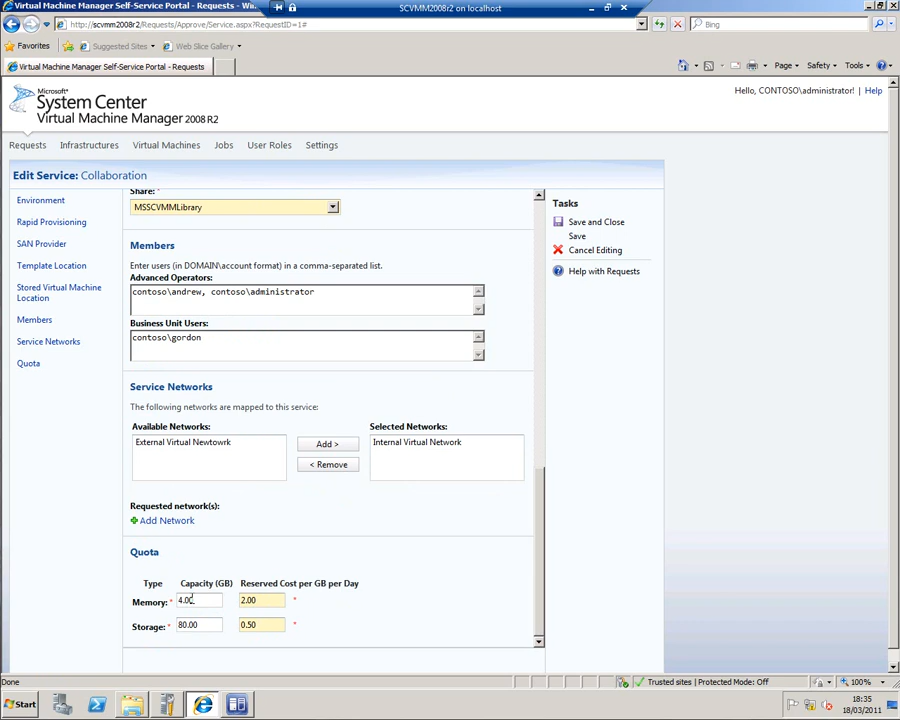 Virtual Machine Manager Self-Service Portal - Requests - Wi
SCVMM2008r2 on localhost
http://scvmm2008r2/Requests/Approve/Service.aspx?RequestID=1#
Bing
Favorites
Suggested Sites
Web Slice Gallery
Virtual Machine Manager Self-Service Portal - Requests
Page
Safety
Tools
Microsoft®
System Center
Virtual Machine Manager 2008 R2
Hello, CONTOSO\administrator! | Help
Requests
Infrastructures
Virtual Machines
Jobs
User Roles
Settings
Edit Service: Collaboration
Environment
Rapid Provisioning
SAN Provider
Template Location
Stored Virtual Machine
Location
Members
Service Networks
Quota
Share: *
MSSCVMMLibrary
Members
Enter users (in DOMAIN\account format) in a comma-separated list.
Advanced Operators:
contoso\andrew, contoso\administrator
Business Unit Users:
contoso\gordon
Service Networks
The following networks are mapped to this service:
Available Networks:
External Virtual Newtowrk
Add >
< Remove
Selected Networks:
Internal Virtual Network
Requested network(s):
Add Network
Quota
Type Capacity (GB) Reserved Cost per GB per Day
Memory: * 4.00 2.00 *
Storage: * 80.00 0.50 *
Tasks
Save and Close
Save
Cancel Editing
Help with Requests
Done
Trusted sites | Protected Mode: Off
100%
Start
18:35
18/03/2011